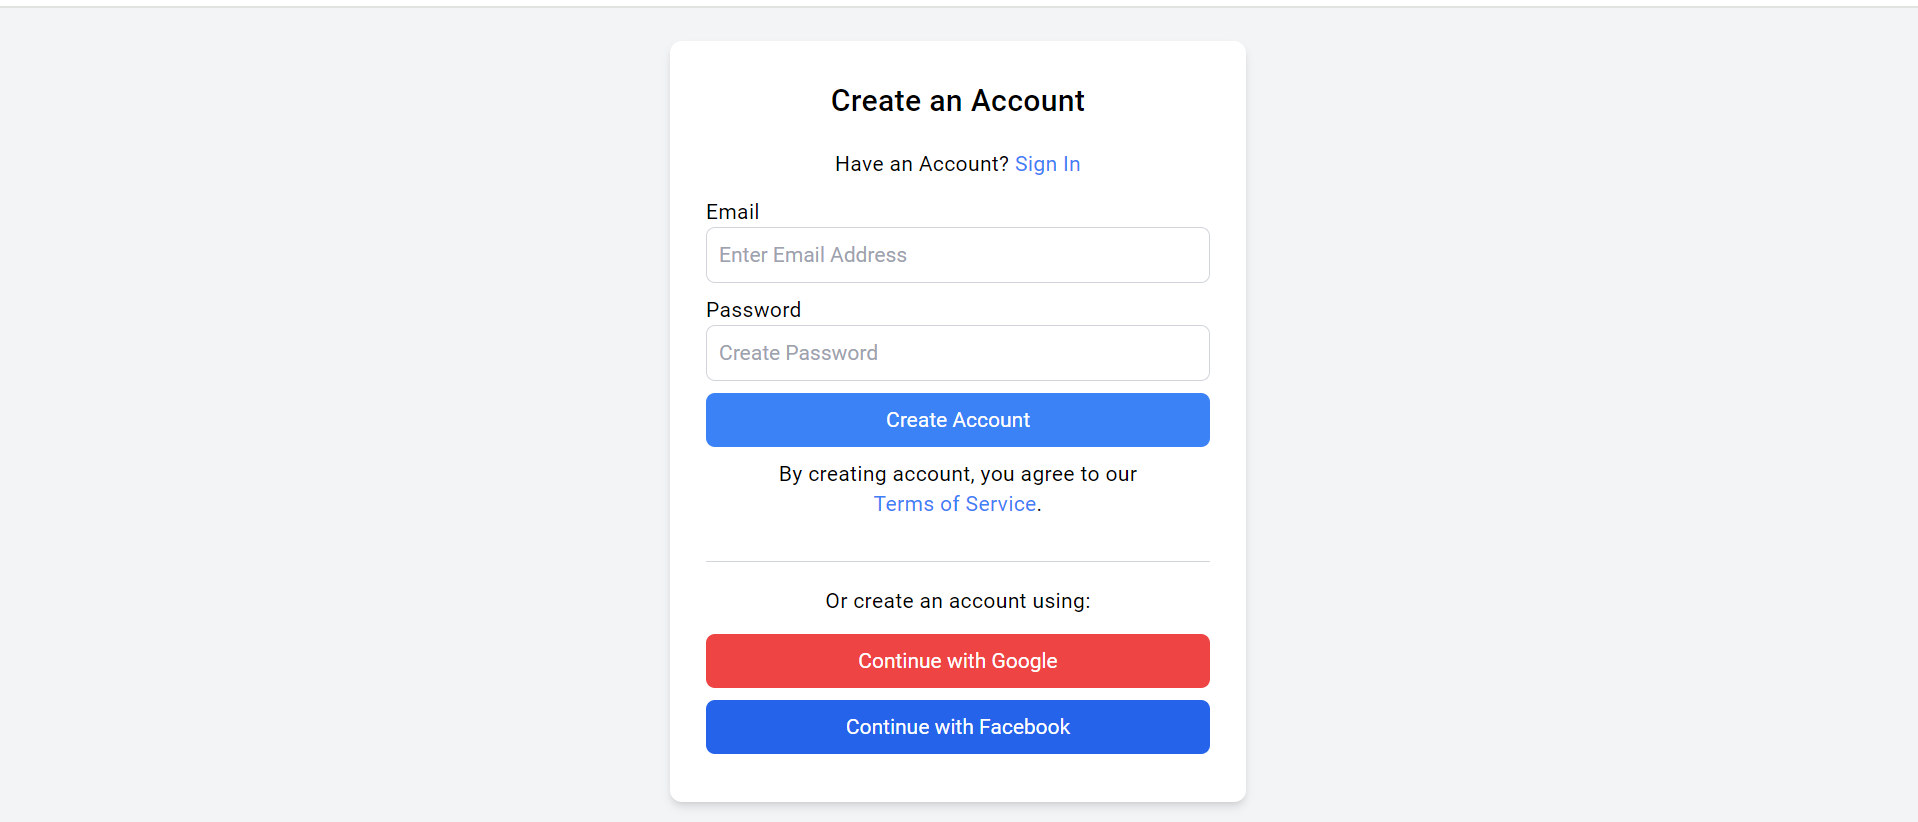 Create an Account
Have an Account? Sign In
Email
Enter Email Address
Password
Create Password
Create Account
By creating account, you agree to our
Terms of Service.
Or create an account using:
Continue with Google
Continue with Facebook